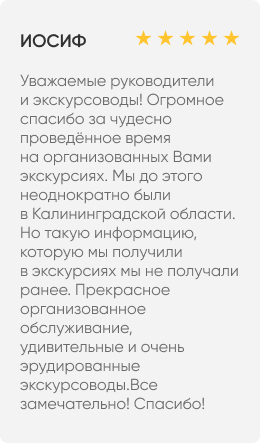 ИОСИФ
Уважаемые руководители
и экскурсоводы! Огромное
спасибо за чудесно
проведённое время
на организованных Вами
экскурсиях. Мы до этого
неоднократно были
в Калининградской области.
Но такую информацию,
которую мы получили
в экскурсиях мы не получали
ранее. Прекрасное
организованное
обслуживание,
удивительные и очень
эрудированные
экскурсоводы.Все
замечательно! Спасибо!